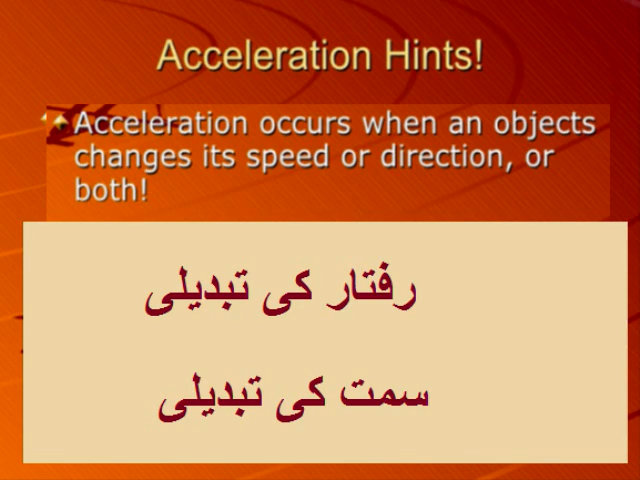 Acceleration Hints!
Acceleration occurs when an objects
changes its speed or direction, or
both!
رفتار کی تبدیلی
سمت کی تبدیلی